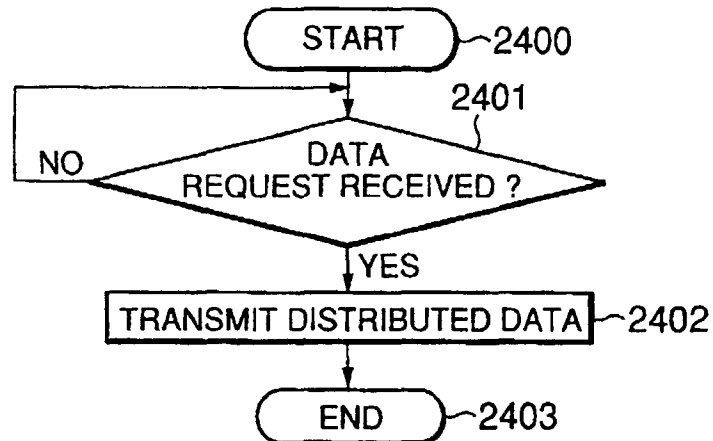 START
2400
2401
DATA
REQUEST RECEIVED ?
NO
YES
TRANSMIT DISTRIBUTED DATA
2402
END
2403